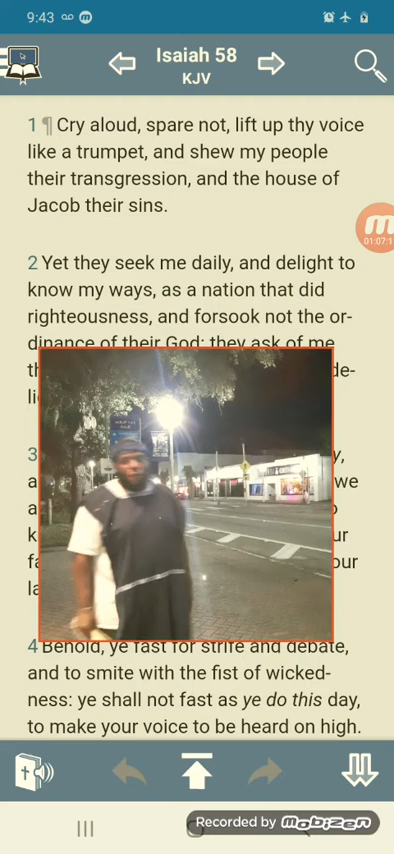 9:43
Isaiah 58
KJV
01:07:1
1 ¶ Cry aloud, spare not, lift up thy voice
like a trumpet, and shew my people
their transgression, and the house of
Jacob their sins.
2 Yet they seek me daily, and delight to
know my ways, as a nation that did
righteousness, and forsook not the or-
dinance of their God: they ask of me
de-
3
we
4 Behold, ye fast for strife and debate,
and to smite with the fist of wicked-
ness: ye shall not fast as ye do this day,
to make your voice to be heard on high.
Recorded by mobizen